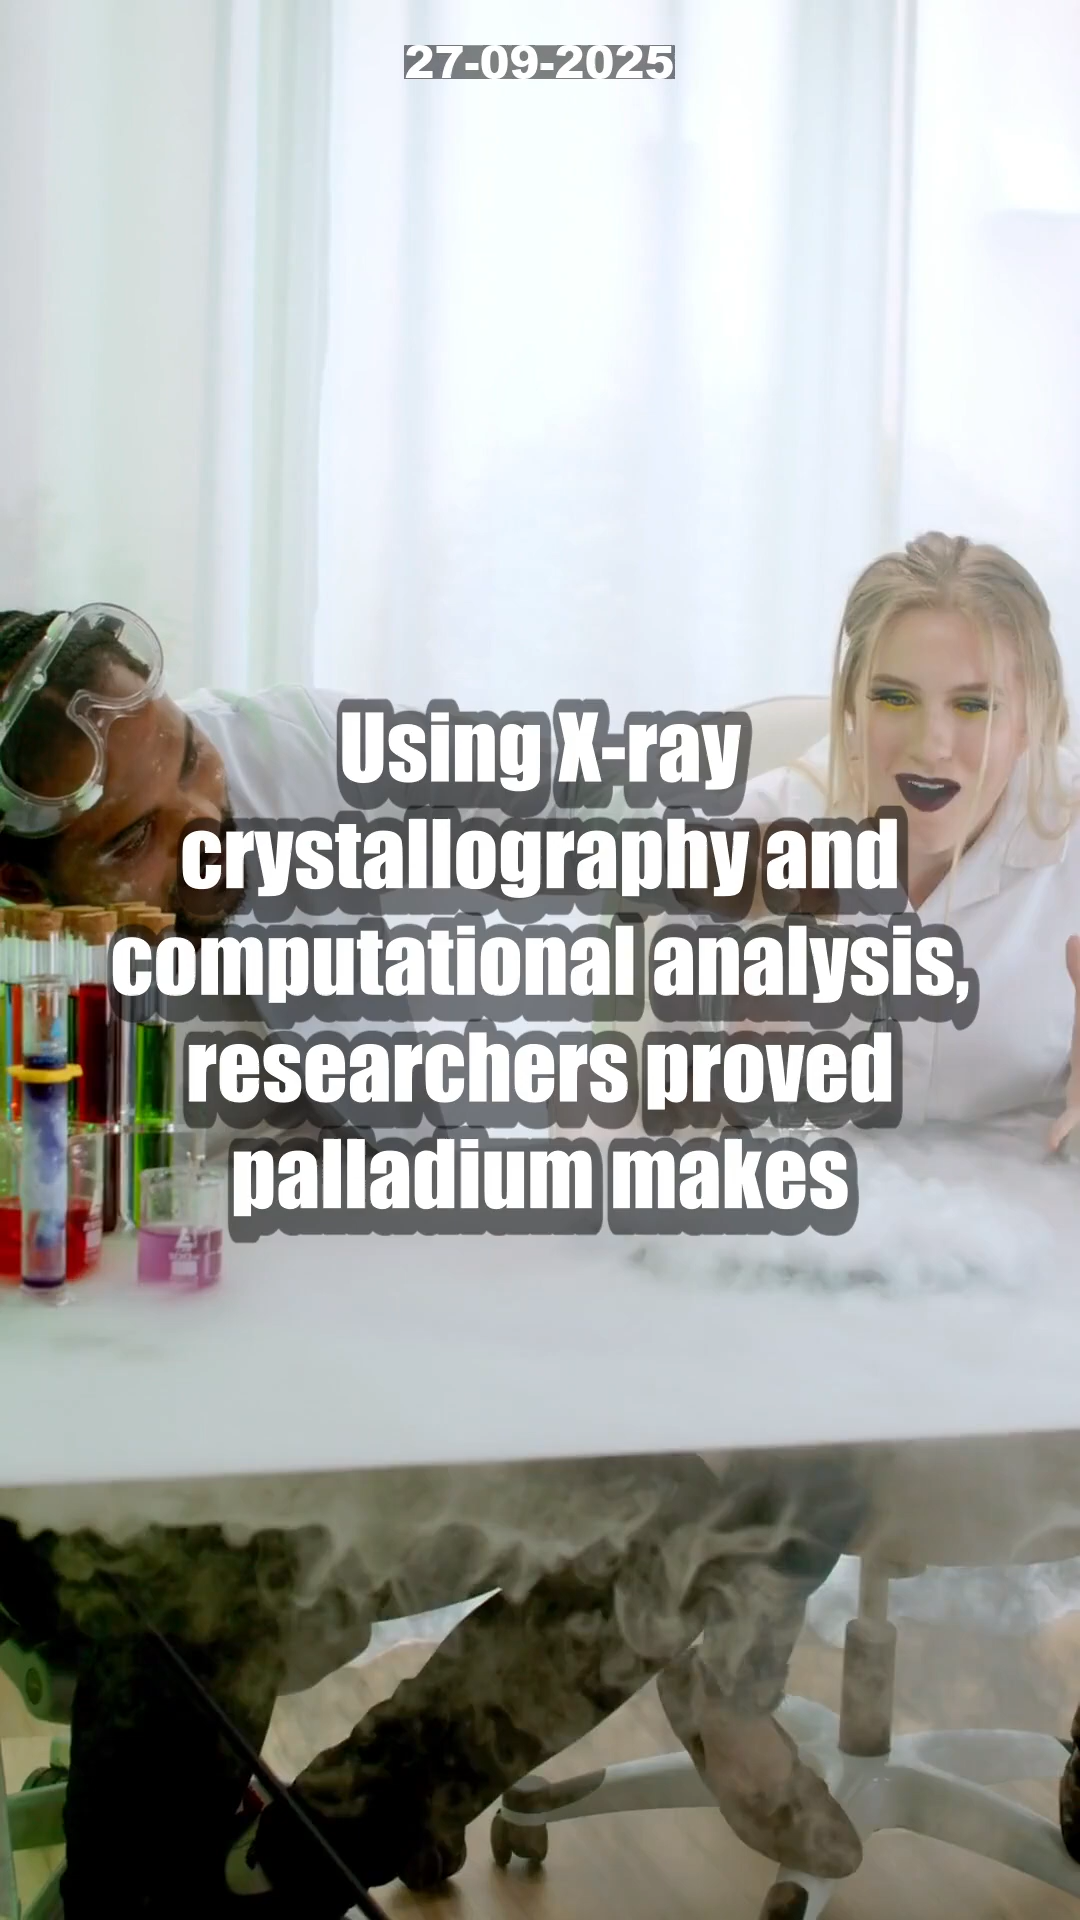 27-09-2025
Using X-ray
crystallography and
computational analysis,
researchers proved
palladium makes